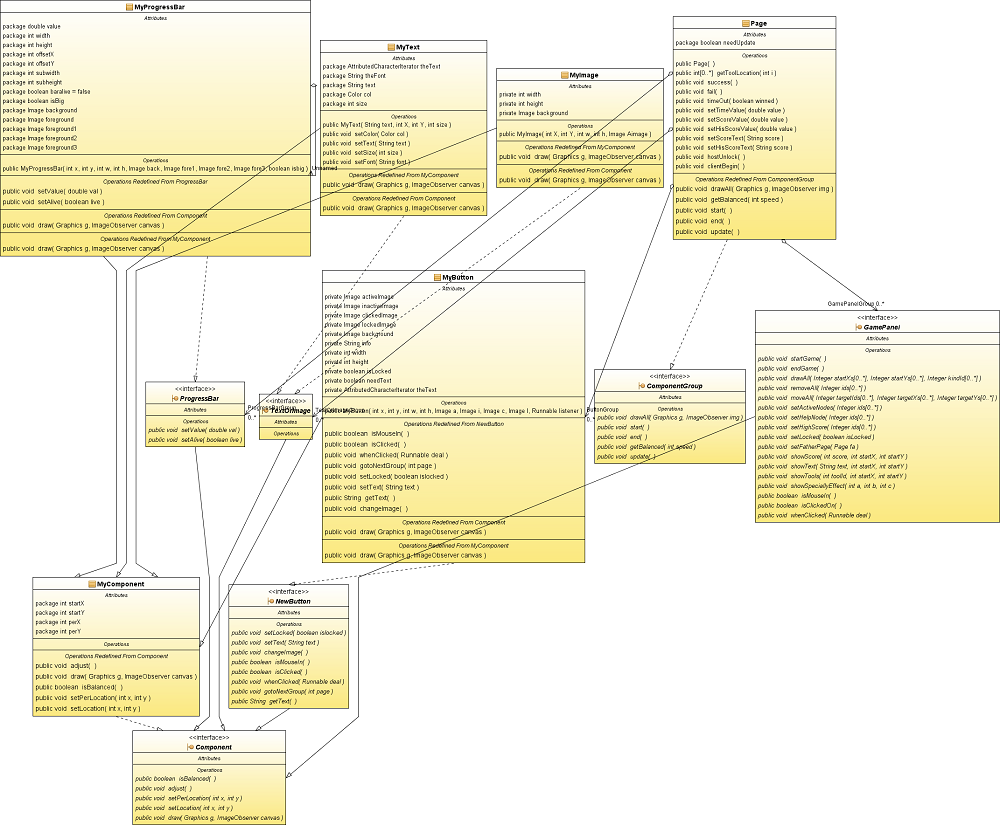 MyProgressBar
Attributes
package double value
package int width
package int height
package int offsetX
package int offsetY
package int subwidth
package int subheight
package boolean baralive = false
package boolean isBig
package Image background
package Image foreground
package Image foreground1
package Image foreground2
package Image foreground3
Operations
public MyProgressBar( int x, int y, int w, int h, Image back, Image fore1, Image fore2, Image fore3, boolean isbig )
Operations Redefined From ProgressBar
public void setValue( double val )
public void setAlive( boolean live )
Operations Redefined From Component
public void draw( Graphics g, ImageObserver canvas )
Operations Redefined From MyComponent
public void draw( Graphics g, ImageObserver canvas )
MyText
Attributes
package AttributedCharacterIterator theText
package String theFont
package String text
package Color col
package int size
Operations
public MyText( String text, int X, int Y, int size )
public void setColor( Color col )
public void setText( String text )
public void setSize( int size )
public void setFont( String font )
Operations Redefined From MyComponent
public void draw( Graphics g, ImageObserver canvas )
Operations Redefined From Component
public void draw( Graphics g, ImageObserver canvas )
MyImage
Attributes
private int width
private int height
private Image background
Operations
public MyImage( int X, int Y, int w, int h, Image Aimage )
Operations Redefined From MyComponent
public void draw( Graphics g, ImageObserver canvas )
Operations Redefined From Component
public void draw( Graphics g, ImageObserver canvas )
Page
Attributes
package boolean needUpdate
Operations
public Page( )
public int[0..*] getToolLocation( int i )
public void success( )
public void fail( )
public void timeOut( boolean winned )
public void setTimeValue( double value )
public void setScoreValue( double value )
public void setHisScoreValue( double value )
public void setScoreText( String score )
public void setHisScoreText( String score )
public void hostUnlock( )
public void clientBegin( )
Operations Redefined From ComponentGroup
public void drawAll( Graphics g, ImageObserver img )
public void getBalanced( int speed )
public void start( )
public void end( )
public void update( )
MyButton
Attributes
private Image activeImage
private Image inactiveImage
private Image clickedImage
private Image lockedImage
private Image background
private String info
private int width
private int height
private boolean isLocked
private boolean needText
private AttributedCharacterIterator theText
Operations
public MyButton( int x, int y, int w, int h, Image a, Image i, Image c, Image l, Runnable listener )
Operations Redefined From NewButton
public boolean isMouseIn( )
public boolean isClicked( )
public void whenClicked( Runnable deal )
public void gotoNextGroup( int page )
public void setLocked( boolean islocked )
public void setText( String text )
public String getText( )
public void changeImage( )
Operations Redefined From Component
public void draw( Graphics g, ImageObserver canvas )
Operations Redefined From MyComponent
public void draw( Graphics g, ImageObserver canvas )
GamePanelGroup 0..*
<<interface>>
GamePanel
Attributes
Operations
public void startGame( )
public void endGame( )
public void drawAll( Integer startXs[0..*], Integer startYs[0..*], Integer kindId[0..*] )
public void removeAll( Integer ids[0..*] )
public void moveAll( Integer targetIds[0..*], Integer targetXs[0..*], Integer targetYs[0..*] )
public void setActiveNodes( Integer ids[0..*] )
public void setHelpNode( Integer ids[0..*] )
public void setHighScore( Integer ids[0..*] )
public void setLocked( boolean isLocked )
public void setFatherPage( Page fa )
public void showScore( int score, int startX, int startY )
public void showText( String text, int startX, int startY )
public void showTools( int toolId, int startX, int startY )
public void showSpeciallyEffect( int a, int b, int c )
public boolean isMouseIn( )
public boolean isClickedOn( )
public void whenClicked( Runnable deal )
<<interface>>
ProgressBar
Attributes
Operations
public void setValue( double val )
public void setAlive( boolean live )
0..*
<<interface>>
TextOrImage
Attributes
Operations
0..*
ButtonGroup
0..*
<<interface>>
ComponentGroup
Attributes
Operations
public void drawAll( Graphics g, ImageObserver img )
public void start( )
public void end( )
public void getBalanced( int speed )
public void update( )
MyComponent
Attributes
package int startX
package int startY
package int perX
package int perY
Operations
Operations Redefined From Component
public void adjust( )
public void draw( Graphics g, ImageObserver canvas )
public boolean isBalanced( )
public void setPerLocation( int x, int y )
public void setLocation( int x, int y )
<<interface>>
NewButton
Attributes
Operations
public void setLocked( boolean islocked )
public void setText( String text )
public void changeImage( )
public boolean isMouseIn( )
public boolean isClicked( )
public void whenClicked( Runnable deal )
public void gotoNextGroup( int page )
public String getText( )
<<interface>>
Component
Attributes
Operations
public boolean isBalanced( )
public void adjust( )
public void setPerLocation( int x, int y )
public void setLocation( int x, int y )
public void draw( Graphics g, ImageObserver canvas )